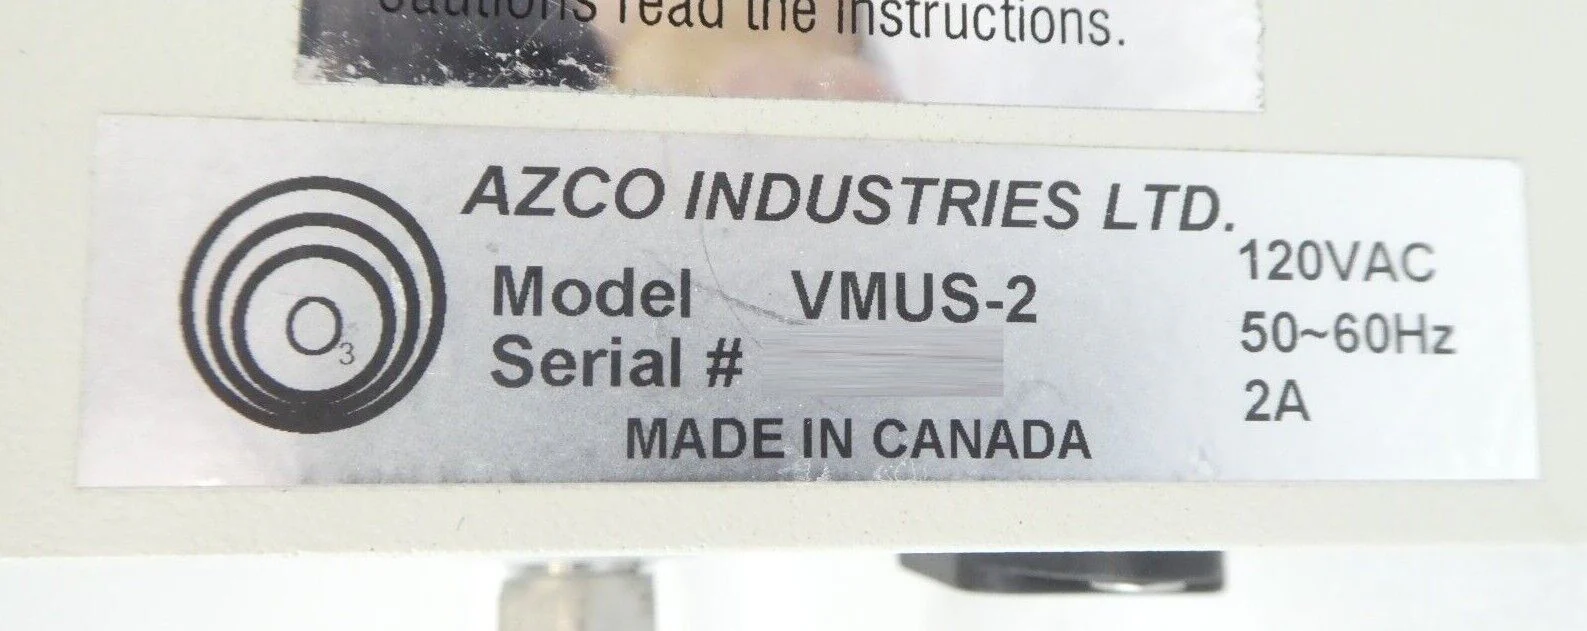 cautions read the instructions.
AZCO INDUSTRIES LTD.
Model VMUS-2
Serial #
MADE IN CANADA
120VAC
50~60Hz
2A
O3